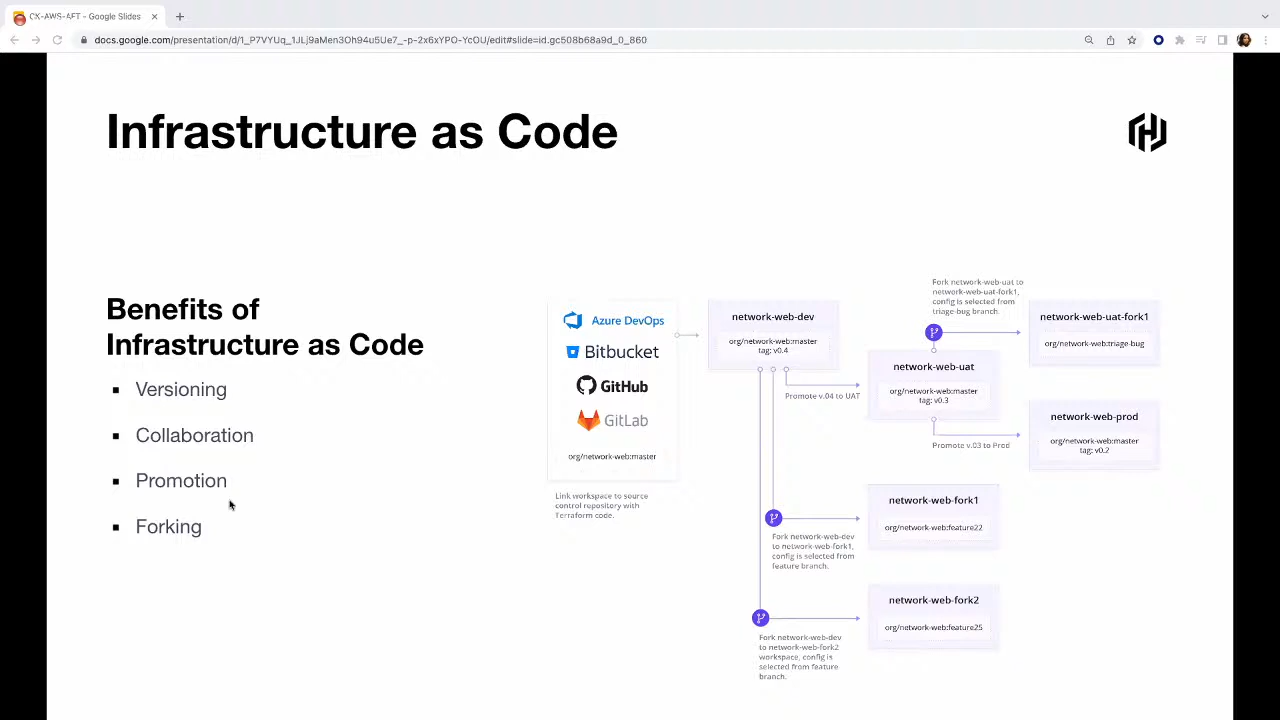 CX-AWS-AFT - Google Slides
docs.google.com/presentation/d/1_P7VYUq_1JLj9aMen3Oh94u5Ue7_-p-2x6xYPO-YcOU/edit#slide=id.gc508b68a9d_0_860
Infrastructure as Code
Benefits of
Infrastructure as Code
Versioning
Collaboration
Promotion
Forking
Azure DevOps
Bitbucket
GitHub
GitLab
org/network-web:master
Link workspace to source
control repository with
Terraform code.
network-web-dev
org/network-web:master
tag: v0.4
Promote v.04 to UAT
Fork network-web-uat to
network-web-uat-fork1,
config is selected from
triage-bug branch.
network-web-uat
org/network-web:master
tag: v0.3
Promote v.03 to Prod
network-web-uat-fork1
org/network-web:triage-bug
network-web-prod
org/network-web:master
tag: v0.2
Fork network-web-dev
to network-web-fork1,
config is selected from
feature branch.
network-web-fork1
org/network-web:feature22
Fork network-web-dev
to network-web-fork2
workspace, config is
selected from feature
branch.
network-web-fork2
org/network-web:feature25